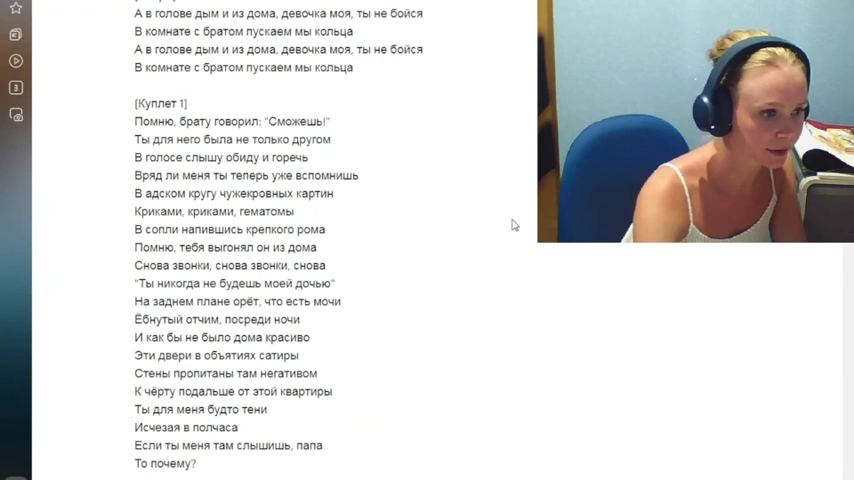 А в голове дым и из дома, девочка моя, ты не бойся
В комнате с братом пускаем мы кольца
А в голове дым и из дома, девочка моя, ты не бойся
В комнате с братом пускаем мы кольца
[Куплет 1]
Помню, брату говорил: "Сможешь!"
Ты для него была не только другом
В голосе слышу обиду и горечь
Вряд ли меня ты теперь уже вспомнишь
В адском кругу чужекровных картин
Криками, криками, гематомы
В сопли напившись крепкого рома
Помню, тебя выгонял он из дома
Снова звонки, снова звонки, снова
"Ты никогда не будешь моей дочью"
На заднем плане орёт, что есть мочи
Ёбнутый отчим, посреди ночи
И как бы не было дома красиво
Эти двери в объятиях сатиры
Стены пропитаны там негативом
К чёрту подальше от этой квартиры
Ты для меня будто тени
Исчезая в полчаса
Если ты меня там слышишь, папа
То почему?
3